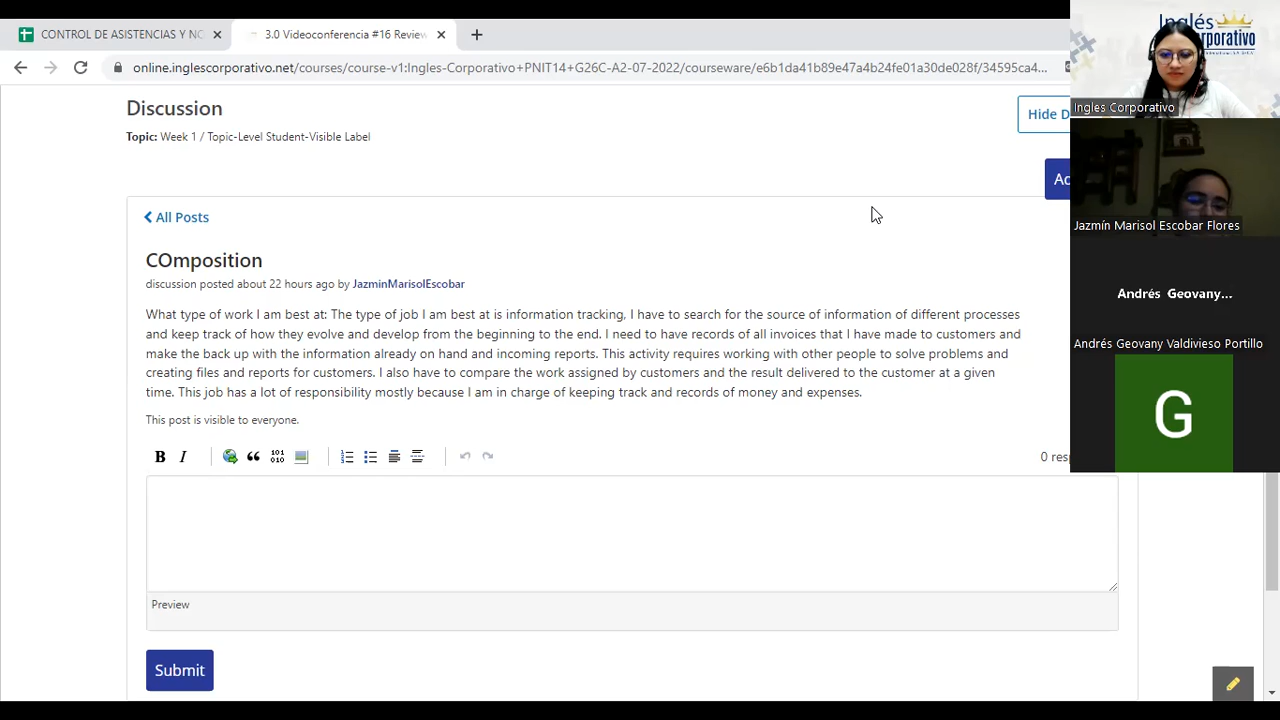 CONTROL DE ASISTENCIAS Y NO
3.0 Videoconferencia #16 Review
online.inglescorporativo.net/courses/course-v1:Ingles-Corporativo+PNIT14+G26C-A2-07-2022/courseware/e6b1da41b89e47a4b24fe01a30de028f/34595ca4...
Inglés
Corporativo
Ingles Corporativo
Discussion
Hide D
Topic: Week 1 / Topic-Level Student-Visible Label
Ad
Jazmín Marisol Escobar Flores
All Posts
COmposition
discussion posted about 22 hours ago by JazminMarisolEscobar
Andrés Geovany...
What type of work I am best at: The type of job I am best at is information tracking, I have to search for the source of information of different processes
and keep track of how they evolve and develop from the beginning to the end. I need to have records of all invoices that I have made to customers and
Andrés Geovany Valdivieso Portillo
make the back up with the information already on hand and incoming reports. This activity requires working with other people to solve problems and
creating files and reports for customers. I also have to compare the work assigned by customers and the result delivered to the customer at a given
time. This job has a lot of responsibility mostly because I am in charge of keeping track and records of money and expenses.
G
This post is visible to everyone.
B I
101
010
0 resp
Preview
Submit